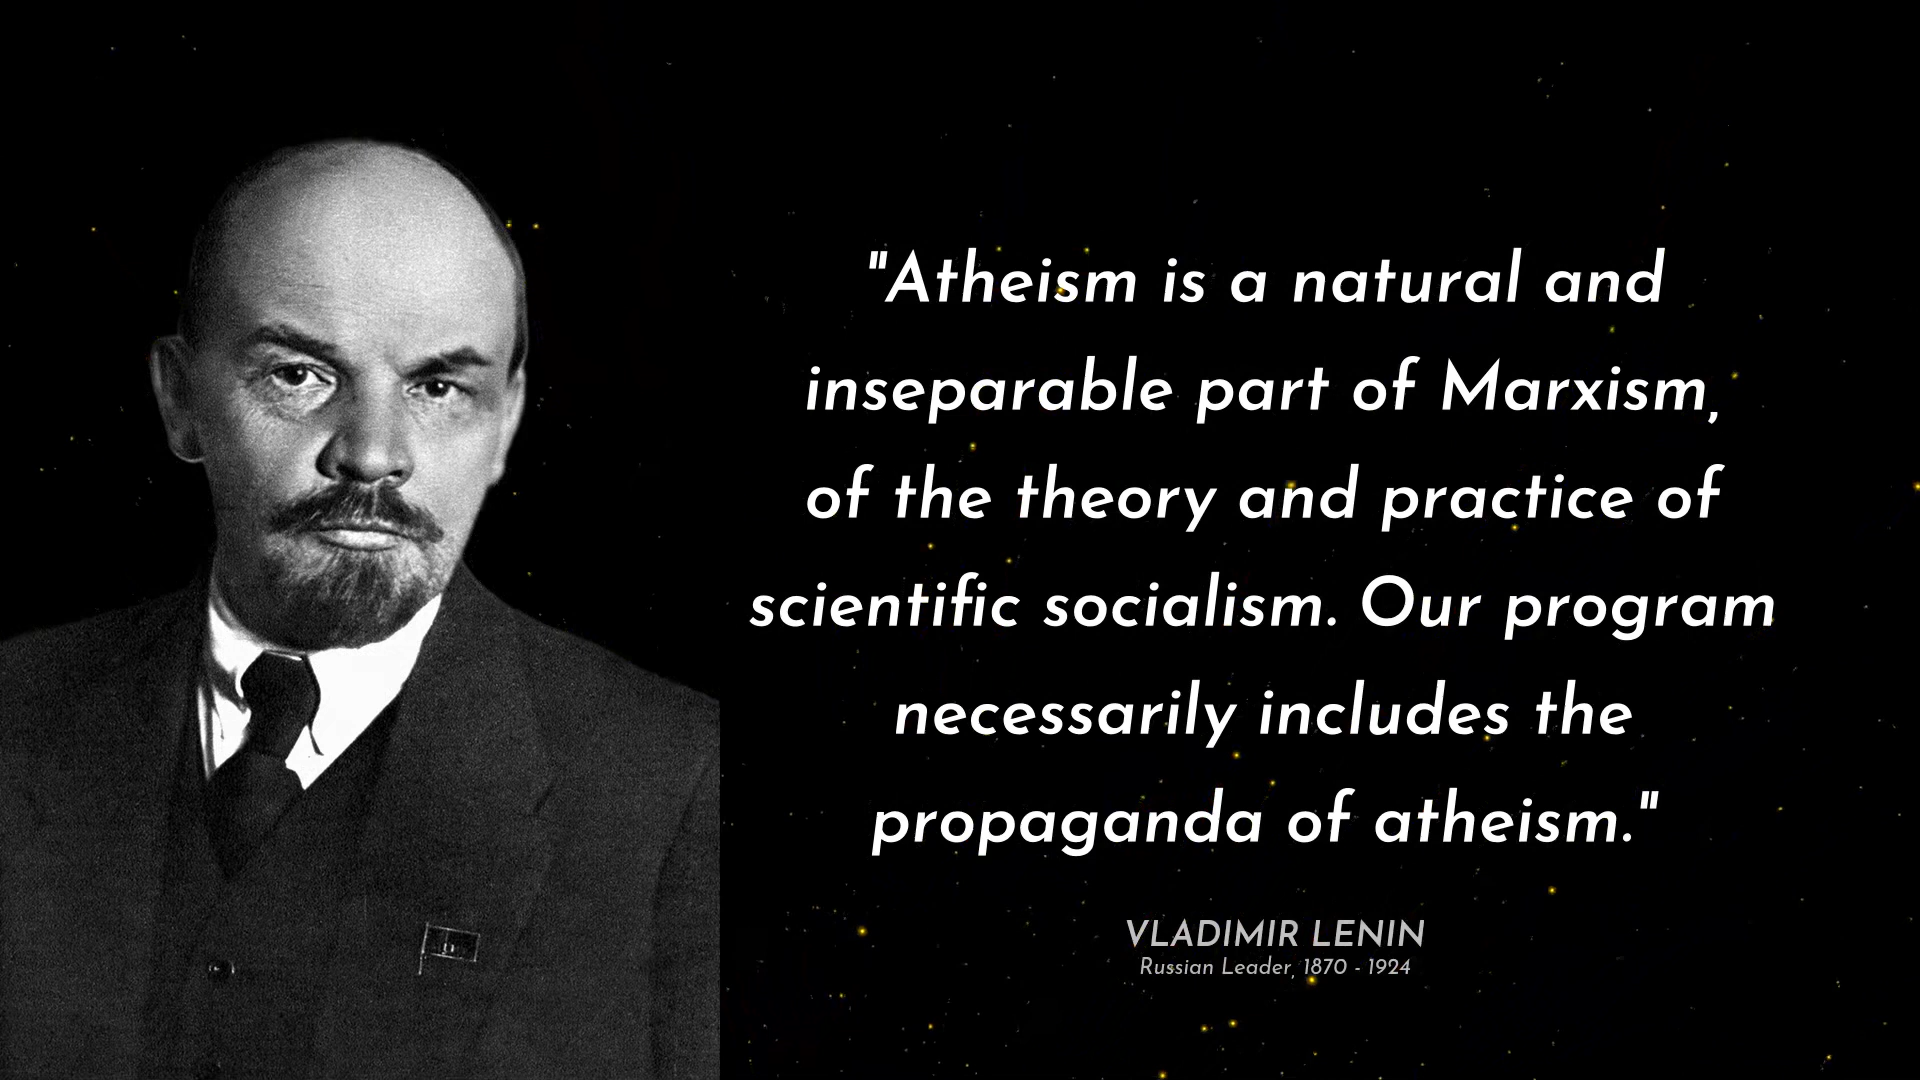 "Atheism is a natural and
inseparable part of Marxism,
of the theory and practice of
scientific socialism. Our program
necessarily includes the
propaganda of atheism."
VLADIMIR LENIN
Russian Leader, 1870 - 1924